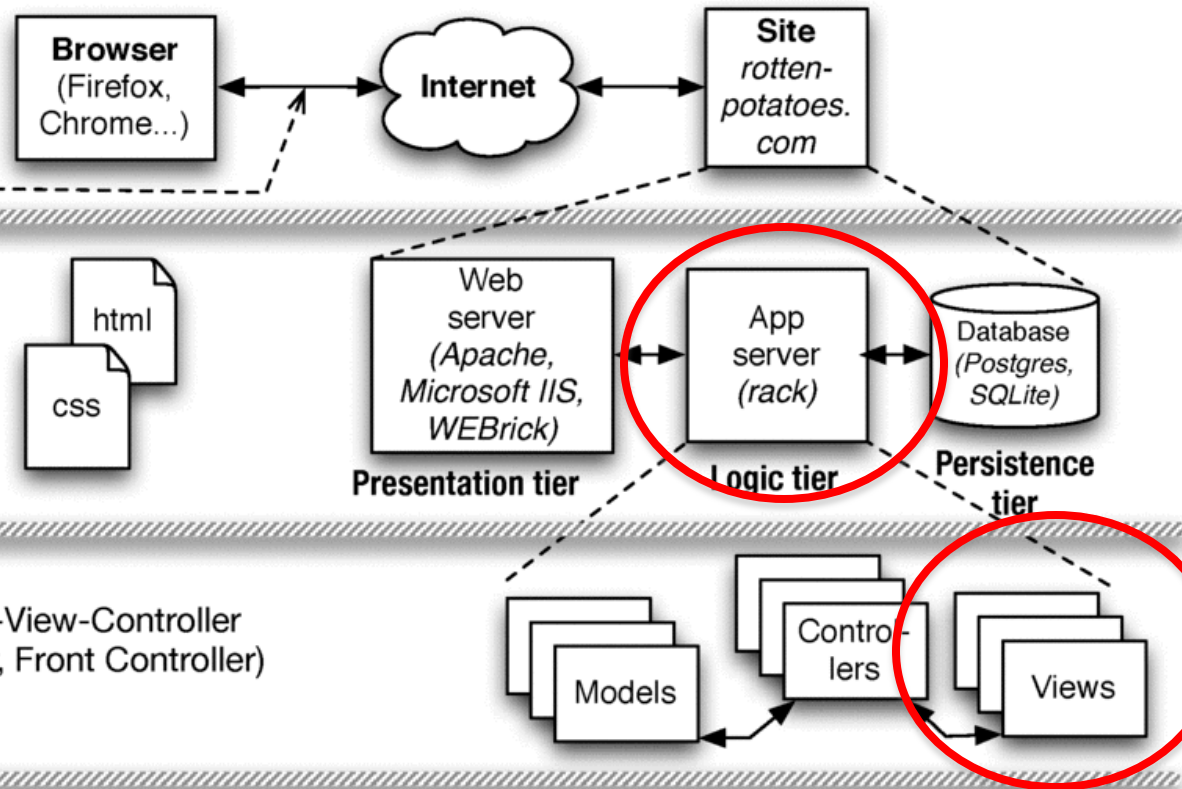 Browser
(Firefox,
Chrome...)
Internet
Site
rotten-
potatoes.
com
html
css
Web
server
(Apache,
Microsoft IIS,
WEBrick)
Presentation tier
App
server
(rack)
Logic tier
Database
(Postgres,
SQLite)
Persistence
tier
-View-Controller
, Front Controller)
Models
Control-
lers
Views